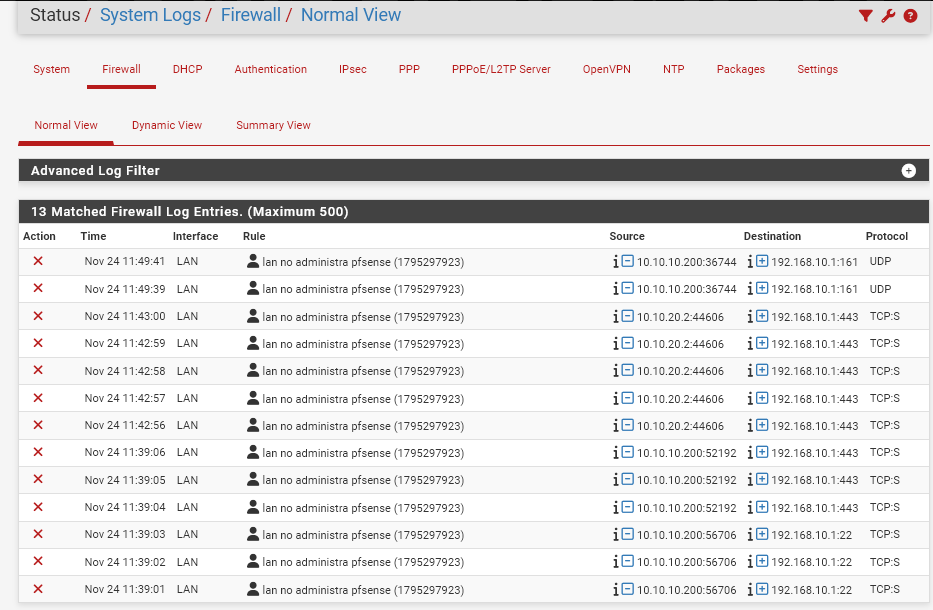 Status / System Logs / Firewall / Normal View
System Firewall DHCP Authentication IPsec PPP PPPoE/L2TP Server OpenVPN NTP Packages Settings
Normal View Dynamic View Summary View
Advanced Log Filter
13 Matched Firewall Log Entries. (Maximum 500)
Action Time Interface Rule Source Destination Protocol
Nov 24 11:49:41 LAN lan no administra pfsense (1795297923) 10.10.10.200:36744 192.168.10.1:161 UDP
Nov 24 11:49:39 LAN lan no administra pfsense (1795297923) 10.10.10.200:36744 192.168.10.1:161 UDP
Nov 24 11:43:00 LAN lan no administra pfsense (1795297923) 10.10.20.2:44606 192.168.10.1:443 TCP:S
Nov 24 11:42:59 LAN lan no administra pfsense (1795297923) 10.10.20.2:44606 192.168.10.1:443 TCP:S
Nov 24 11:42:58 LAN lan no administra pfsense (1795297923) 10.10.20.2:44606 192.168.10.1:443 TCP:S
Nov 24 11:42:57 LAN lan no administra pfsense (1795297923) 10.10.20.2:44606 192.168.10.1:443 TCP:S
Nov 24 11:42:56 LAN lan no administra pfsense (1795297923) 10.10.20.2:44606 192.168.10.1:443 TCP:S
Nov 24 11:39:06 LAN lan no administra pfsense (1795297923) 10.10.10.200:52192 192.168.10.1:443 TCP:S
Nov 24 11:39:05 LAN lan no administra pfsense (1795297923) 10.10.10.200:52192 192.168.10.1:443 TCP:S
Nov 24 11:39:04 LAN lan no administra pfsense (1795297923) 10.10.10.200:52192 192.168.10.1:443 TCP:S
Nov 24 11:39:03 LAN lan no administra pfsense (1795297923) 10.10.10.200:56706 192.168.10.1:22 TCP:S
Nov 24 11:39:02 LAN lan no administra pfsense (1795297923) 10.10.10.200:56706 192.168.10.1:22 TCP:S
Nov 24 11:39:01 LAN lan no administra pfsense (1795297923) 10.10.10.200:56706 192.168.10.1:22 TCP:S